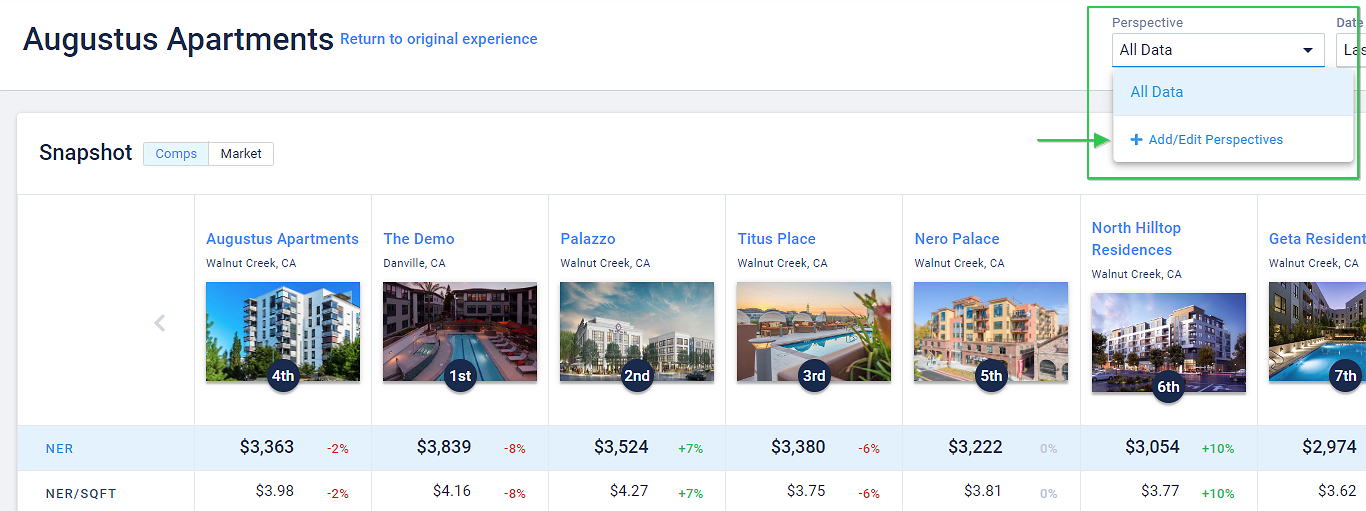 Augustus Apartments Return to original experience
Perspective
Date
All Data
Las
All Data
+ Add/Edit Perspectives
Snapshot
Comps
Market
Augustus Apartments
Walnut Creek, CA
4th
The Demo
Danville, CA
1st
Palazzo
Walnut Creek, CA
2nd
Titus Place
Walnut Creek, CA
3rd
Nero Palace
Walnut Creek, CA
5th
North Hilltop
Residences
Walnut Creek, CA
6th
Geta Resident
Walnut Creek, CA
7th
NER $3,363 -2% $3,839 -8% $3,524 +7% $3,380 -6% $3,222 0% $3,054 +10% $2,974
NER/SQFT $3.98 -2% $4.16 -8% $4.27 +7% $3.75 -6% $3.81 0% $3.77 +10% $3.62